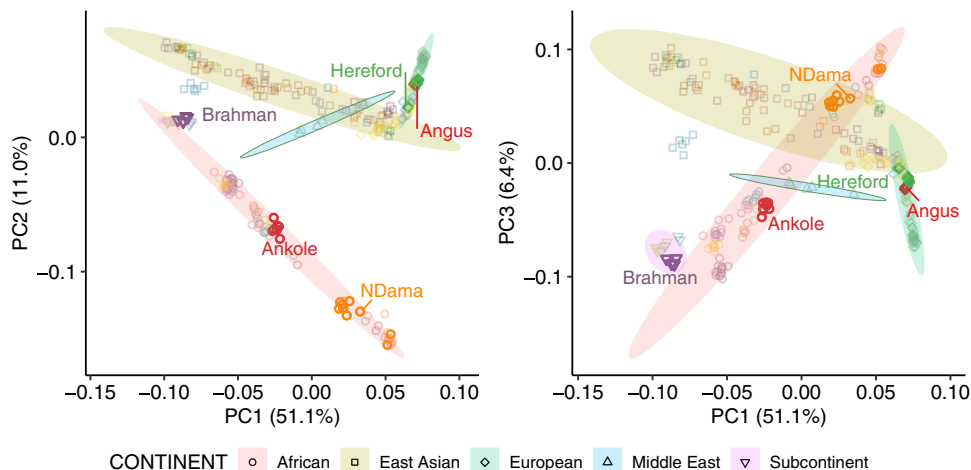 0.0
−0.1
PC2 (11.0%)
−0.15
−0.10
−0.05
0.00
0.05
0.10
PC1 (51.1%)
Hereford
Brahman
Angus
Ankole
NDama
0.1
0.0
−0.1
PC3 (6.4%)
−0.15
−0.10
−0.05
0.00
0.05
0.10
PC1 (51.1%)
NDama
Hereford
Angus
Ankole
Brahman
CONTINENT African East Asian European Middle East Subcontinent